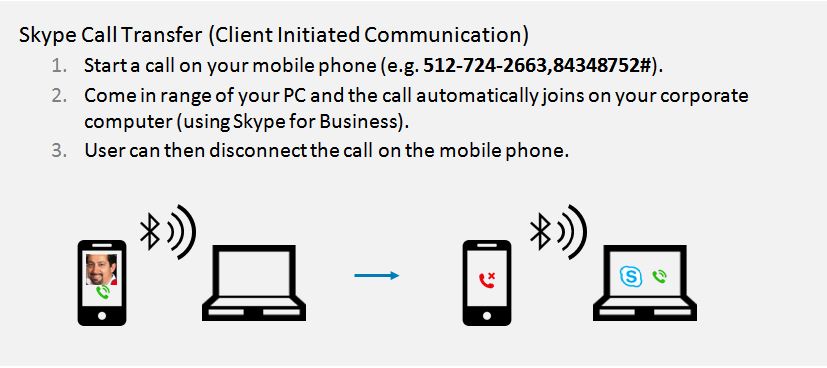 Skype Call Transfer (Client Initiated Communication)
1. Start a call on your mobile phone (e.g. 512-724-2663,84348752#).
2. Come in range of your PC and the call automatically joins on your corporate
computer (using Skype for Business).
3. User can then disconnect the call on the mobile phone.